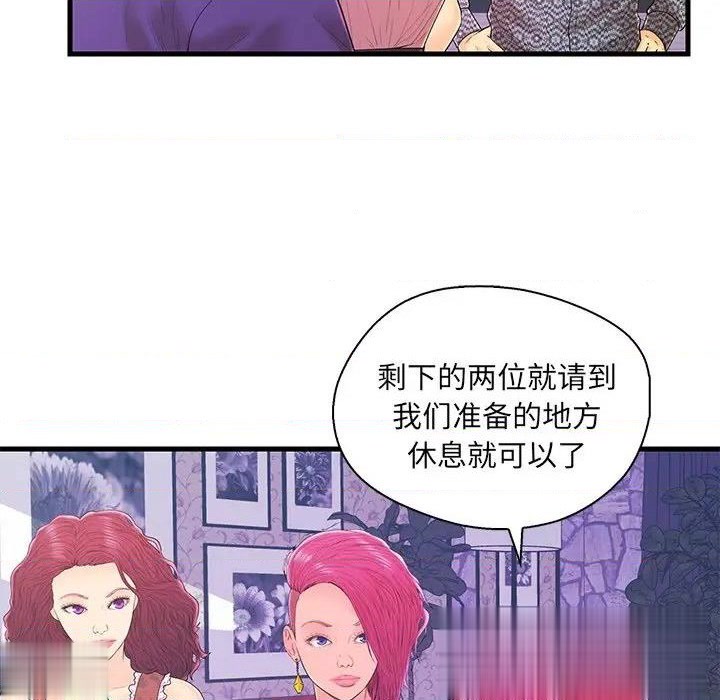 剩下的两位就请到
我们准备的地方
休息就可以了